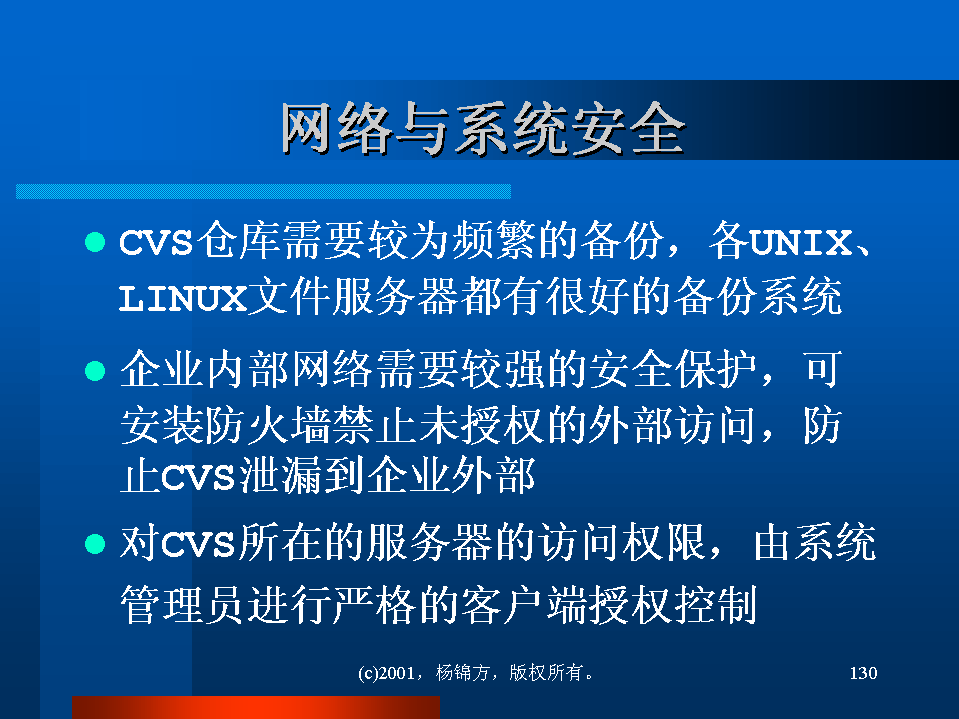 网络与系统安全
CVS仓库需要较为频繁的备份，各UNIX、
LINUX文件服务器都有很好的备份系统
企业内部网络需要较强的安全保护，可
安装防火墙禁止未授权的外部访问，防
止CVS泄漏到企业外部
对CVS所在的服务器的访问权限，由系统
管理员进行严格的客户端授权控制
(c)2001，杨锦方，版权所有。
130